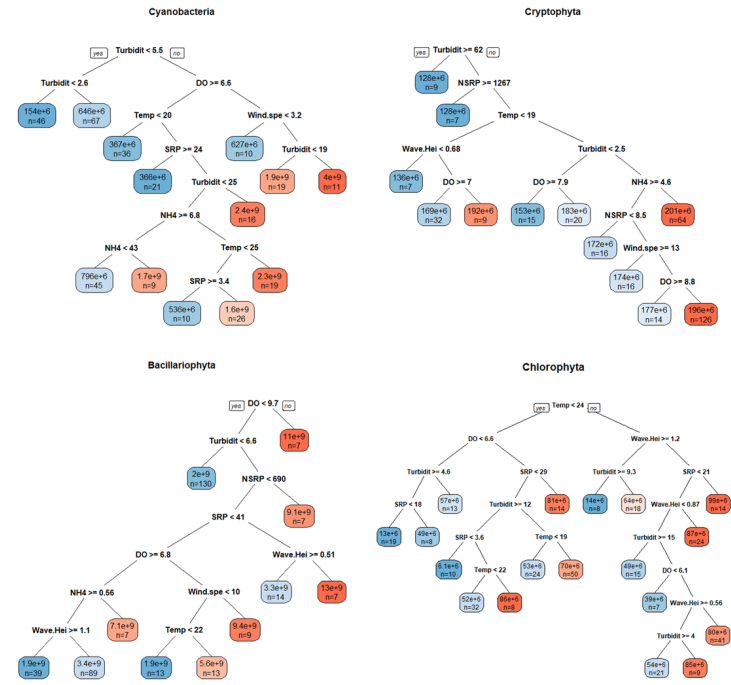 Cyanobacteria
yes Turbidit < 5.5 no
Turbidit < 2.6
DO >= 6.6
154e+6
n=46
646e+6
n=67
Temp < 20
Wind.spe < 3.2
367e+6
n=36
SRP >= 24
627e+6
n=10
Turbidit < 19
366e+6
n=21
Turbidit < 25
1.9e+9
n=19
4e+9
n=11
NH4 >= 6.8
2.4e+9
n=16
NH4 < 43
Temp < 25
796e+6
n=45
1.7e+9
n=9
SRP >= 3.4
2.3e+9
n=19
536e+6
n=10
1.6e+9
n=26
Cryptophyta
yes Turbidit >= 62 no
128e+6
n=9
NSRP >= 1267
128e+6
n=7
Temp < 19
Wave.Hei < 0.68
Turbidit < 2.5
136e+6
n=7
DO >= 7
DO >= 7.9
NH4 >= 4.6
169e+6
n=32
192e+6
n=9
153e+6
n=15
183e+6
n=20
NSRP < 8.5
201e+6
n=64
172e+6
n=16
Wind.spe >= 13
174e+6
n=16
DO >= 8.8
177e+6
n=14
196e+6
n=126
Bacillariophyta
yes DO < 9.7 no
Turbidit < 6.6
11e+9
n=7
2e+9
n=130
NSRP < 690
SRP < 41
9.1e+9
n=7
DO >= 6.8
Wave.Hei >= 0.51
NH4 >= 0.56
Wind.spe < 10
3.3e+9
n=14
13e+9
n=7
Wave.Hei >= 1.1
7.1e+9
n=7
Temp < 22
9.4e+9
n=9
1.9e+9
n=39
3.4e+9
n=89
1.9e+9
n=13
5.6e+9
n=13
Chlorophyta
yes Temp < 24 no
DO < 6.6
Wave.Hei >= 1.2
Turbidit >= 4.6
SRP < 29
Turbidit >= 9.3
SRP < 21
SRP < 18
57e+6
n=13
Turbidit >= 12
81e+6
n=14
14e+6
n=8
64e+6
n=18
Wave.Hei < 0.87
99e+6
n=14
13e+6
n=19
49e+6
n=8
SRP < 3.6
Temp < 19
Turbidit >= 15
87e+6
n=24
6.1e+6
n=10
Temp < 22
53e+6
n=24
70e+6
n=50
49e+6
n=15
DO < 6.1
52e+6
n=32
86e+6
n=8
39e+6
n=7
Wave.Hei >= 0.56
Turbidit >= 4
80e+6
n=41
54e+6
n=21
85e+6
n=9